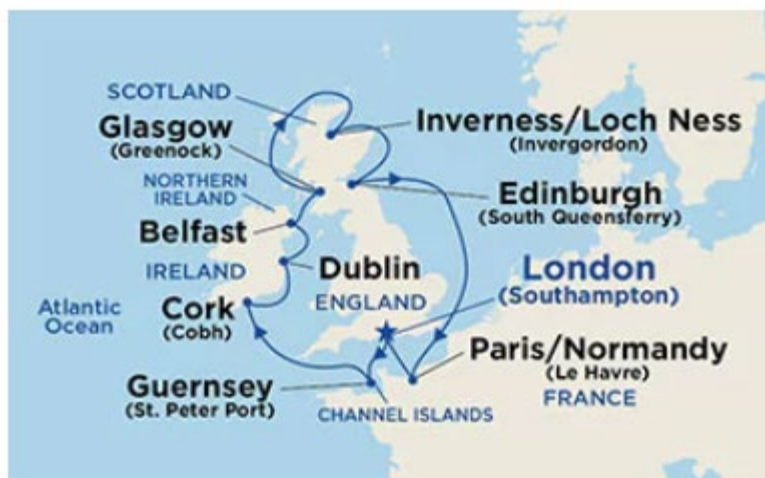 SCOTLAND
Glasgow
(Greenock)
Inverness/Loch Ness
(Invergordon)
NORTHERN
IRELAND
Edinburgh
(South Queensferry)
Belfast
IRELAND
Dublin
London
(Southampton)
ENGLAND
Atlantic
Ocean
Cork
(Cobh)
Paris/Normandy
(Le Havre)
FRANCE
Guernsey
(St. Peter Port)
CHANNEL ISLANDS